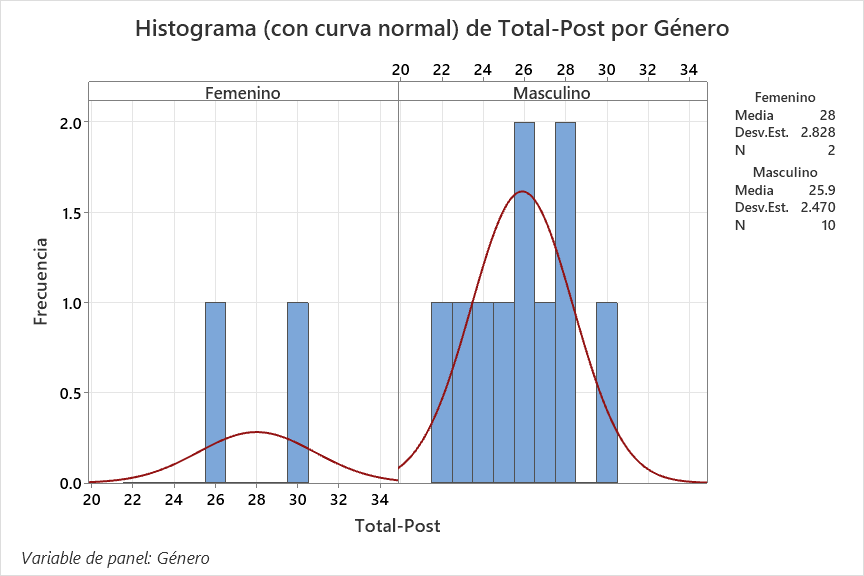 Histograma (con curva normal) de Total-Post por Género
20 22 24 26 28 30 32 34
Femenino Masculino
2.0
1.5
1.0
0.5
0.0
Frecuencia
20 22 24 26 28 30 32 34
Total-Post
Femenino
Media 28
Desv.Est. 2.828
N 2
Masculino
Media 25.9
Desv.Est. 2.470
N 10
Variable de panel: Género